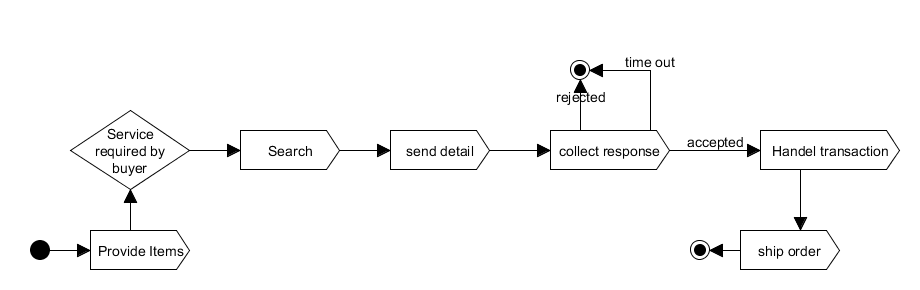 time out
rejected
Service
required by
buyer
Search
send detail
collect response
accepted
Handel transaction
Provide Items
ship order